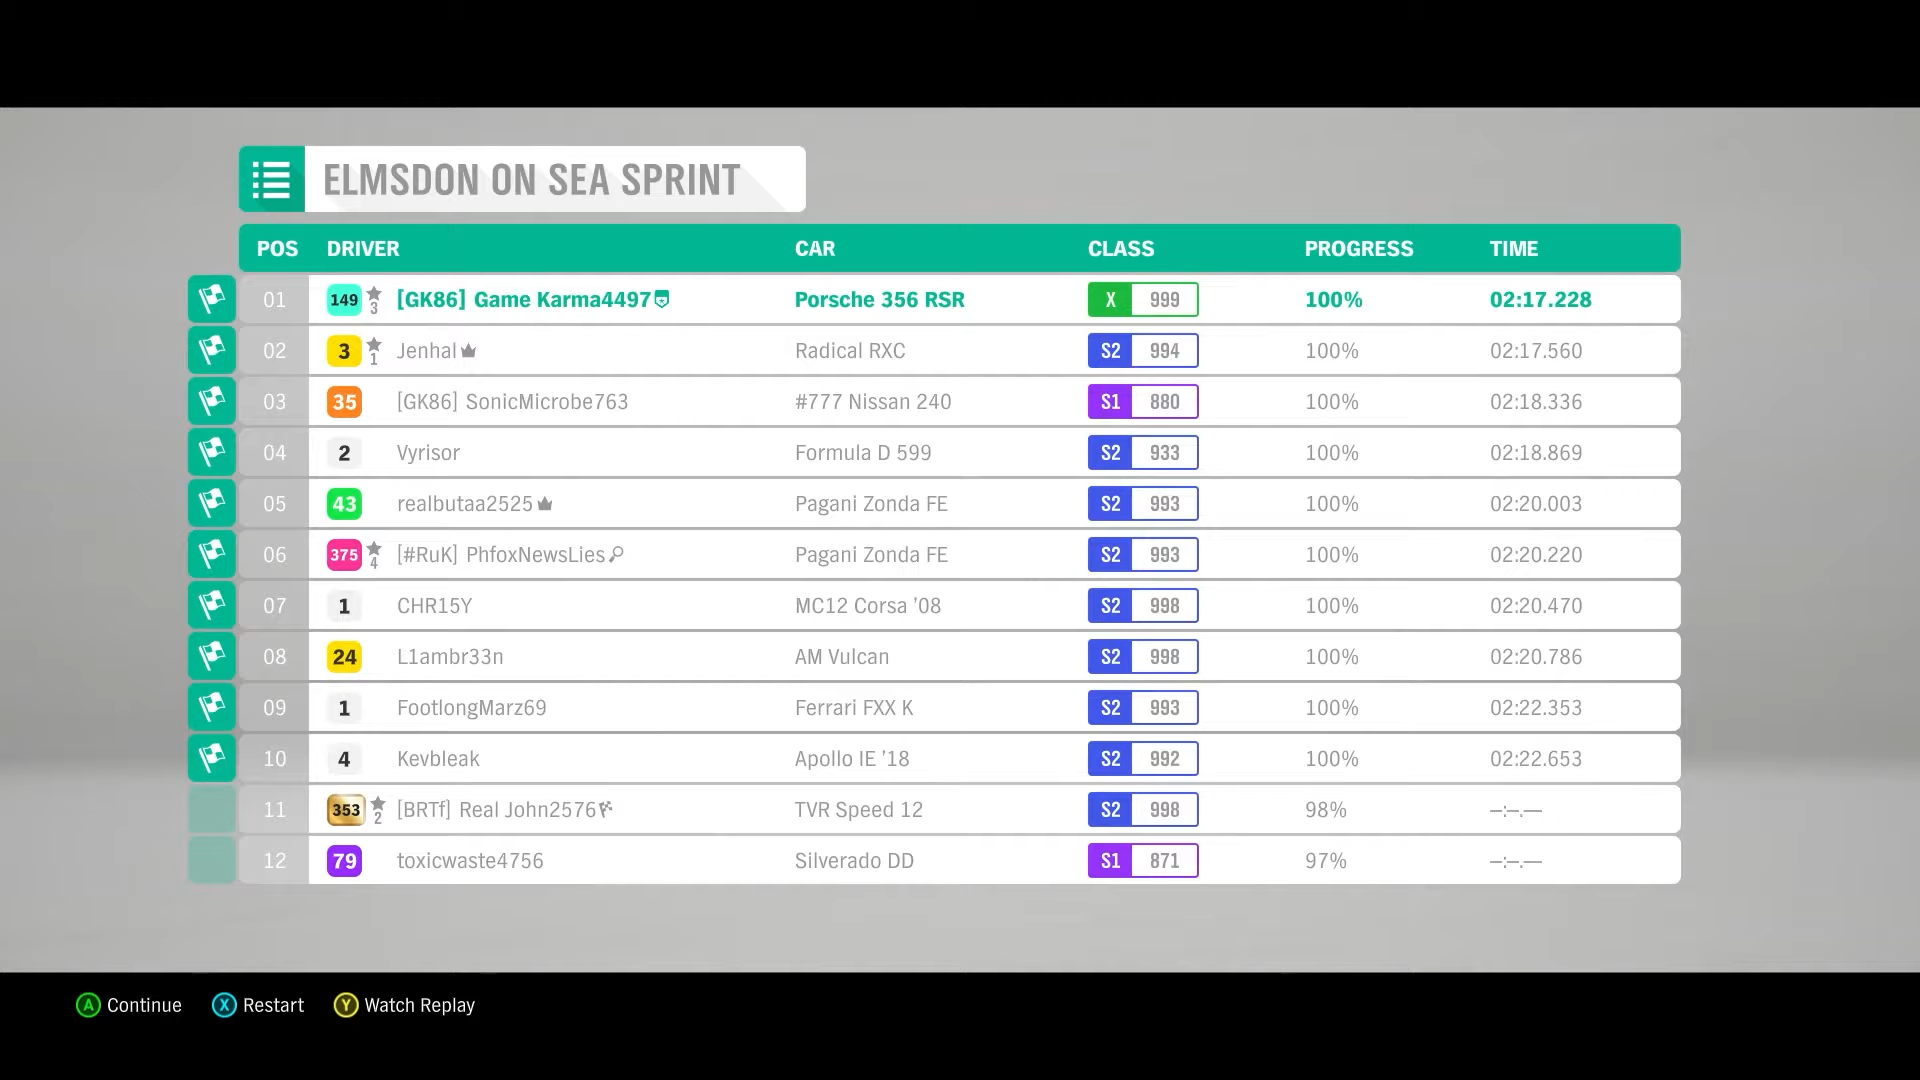 ELMSDON ON SEA SPRINT
POS DRIVER CAR CLASS PROGRESS TIME
01 149 3 [GK86] Game Karma4497 Porsche 356 RSR X 999 100% 02:17.228
02 3 1 Jenhal Radical RXC S2 994 100% 02:17.560
03 35 [GK86] SonicMicrobe763 #777 Nissan 240 S1 880 100% 02:18.336
04 2 Vyrisor Formula D 599 S2 933 100% 02:18.869
05 43 realbutaa2525 Pagani Zonda FE S2 993 100% 02:20.003
06 375 4 [#RuK] PhfoxNewsLies Pagani Zonda FE S2 993 100% 02:20.220
07 1 CHR15Y MC12 Corsa '08 S2 998 100% 02:20.470
08 24 L1ambr33n AM Vulcan S2 998 100% 02:20.786
09 1 FootlongMarz69 Ferrari FXX K S2 993 100% 02:22.353
10 4 Kevbleak Apollo IE '18 S2 992 100% 02:22.653
11 353 2 [BRTf] Real John2576 TVR Speed 12 S2 998 98% –:–.–
12 79 toxicwaste4756 Silverado DD S1 871 97% –:–.–
A Continue X Restart Y Watch Replay